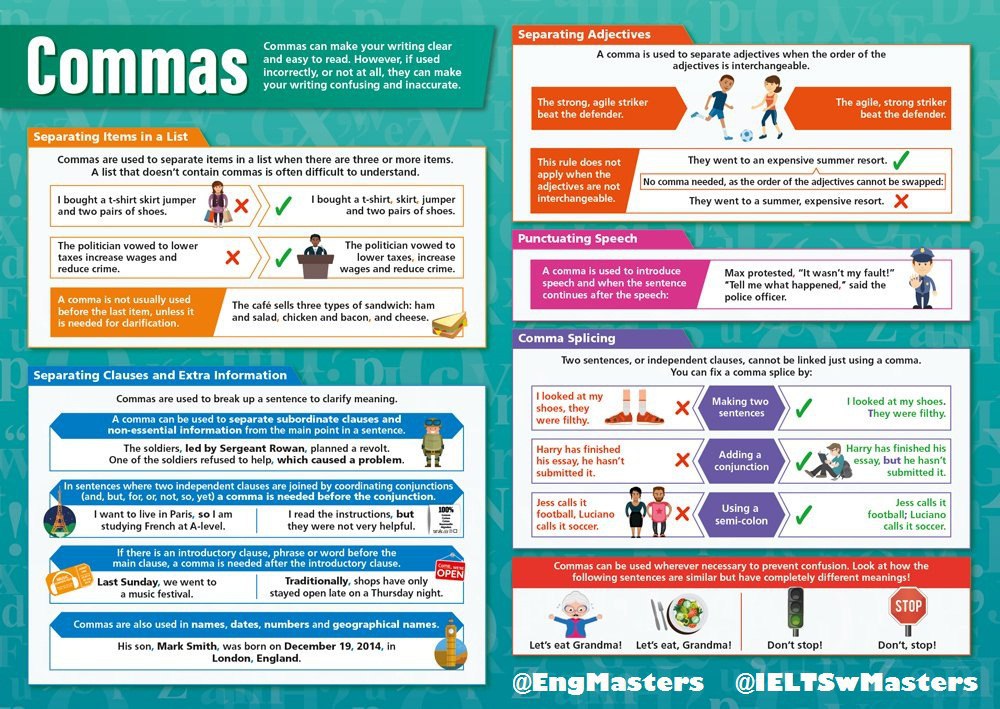 Commas
Commas can make your writing clear
and easy to read. However, if used
incorrectly, or not at all, they can make
your writing confusing and inaccurate.
Separating Items in a List
Commas are used to separate items in a list when there are three or more items.
A list that doesn't contain commas is often difficult to understand.
I bought a t-shirt skirt jumper
and two pairs of shoes.
I bought a t-shirt, skirt, jumper
and two pairs of shoes.
The politician vowed to lower
taxes increase wages and
reduce crime.
The politician vowed to
lower taxes, increase
wages and reduce crime.
A comma is not usually used
before the last item, unless it
is needed for clarification.
The café sells three types of sandwich: ham
and salad, chicken and bacon, and cheese.
Separating Clauses and Extra Information
Commas are used to break up a sentence to clarify meaning.
A comma can be used to separate subordinate clauses and
non-essential information from the main point in a sentence.
The soldiers, led by Sergeant Rowan, planned a revolt.
One of the soldiers refused to help, which caused a problem.
In sentences where two independent clauses are joined by coordinating conjunctions
(and, but, for, or, not, so, yet) a comma is needed before the conjunction.
I want to live in Paris, so I am
studying French at A-level.
I read the instructions, but
they were not very helpful.
100%
If there is an introductory clause, phrase or word before the
main clause, a comma is needed after the introductory clause.
Last Sunday, we went to
a music festival.
Traditionally, shops have only
stayed open late on a Thursday night.
Come, we're
OPEN
Commas are also used in names, dates, numbers and geographical names.
His son, Mark Smith, was born on December 19, 2014, in
London, England.
Separating Adjectives
A comma is used to separate adjectives when the order of the
adjectives is interchangeable.
The strong, agile striker
beat the defender.
The agile, strong striker
beat the defender.
This rule does not
apply when the
adjectives are not
interchangeable.
They went to an expensive summer resort.
No comma needed, as the order of the adjectives cannot be swapped:
They went to a summer, expensive resort.
Punctuating Speech
A comma is used to introduce
speech and when the sentence
continues after the speech:
Max protested, "It wasn't my fault!"
"Tell me what happened," said the
police officer.
Comma Splicing
Two sentences, or independent clauses, cannot be linked just using a comma.
You can fix a comma splice by:
I looked at my
shoes, they
were filthy.
Making two
sentences
I looked at my shoes.
They were filthy.
Harry has finished
his essay, he hasn't
submitted it.
Adding a
conjunction
Harry has finished his
essay, but he hasn't
submitted it.
Jess calls it
football, Luciano
calls it soccer.
Using a
semi-colon
Jess calls it
football; Luciano
calls it soccer.
Commas can be used wherever necessary to prevent confusion. Look at how the
following sentences are similar but have completely different meanings!
STOP
Let's eat Grandma!
Let's eat, Grandma!
Don't stop!
Don't, stop!
@EngMasters
@IELTSwMasters